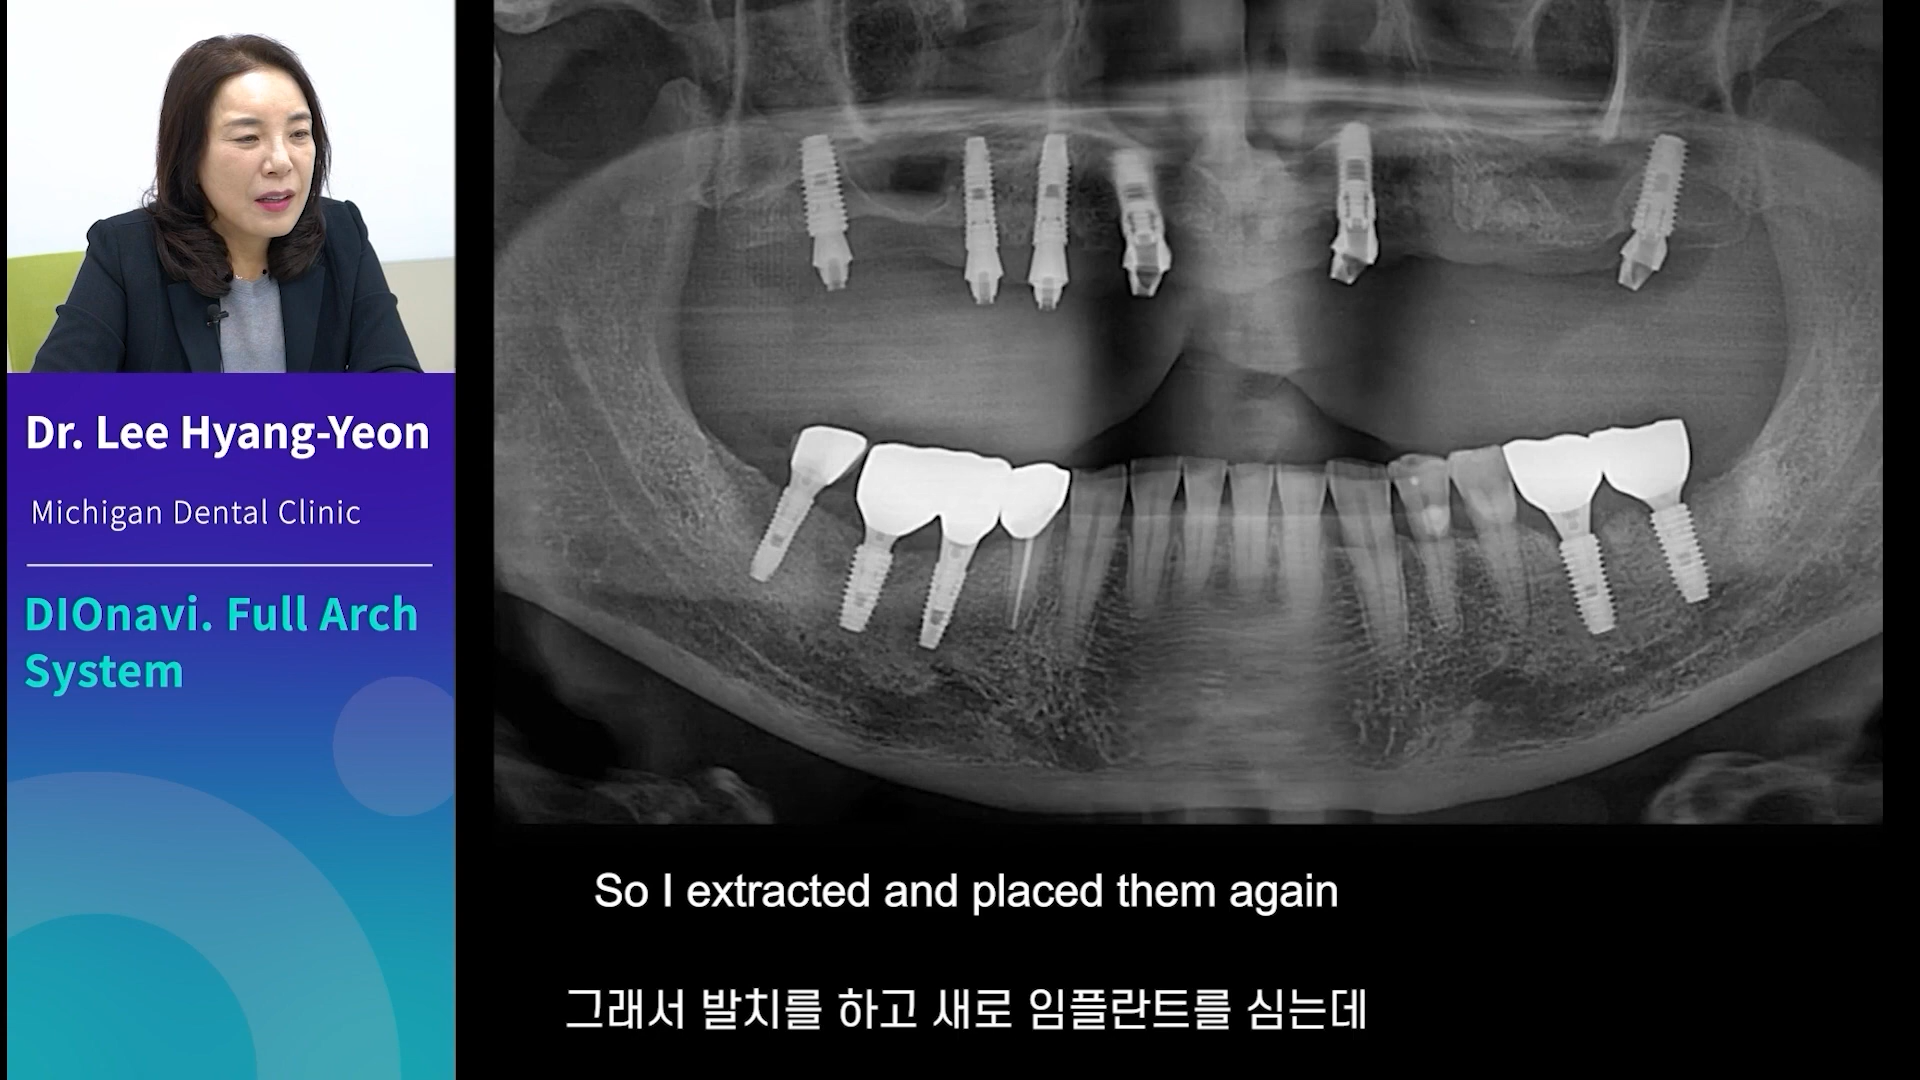 Dr. Lee Hyang-Yeon
Michigan Dental Clinic
DIOnavi. Full Arch
System
So I extracted and placed them again
그래서 발치를 하고 새로 임플란트를 심는데